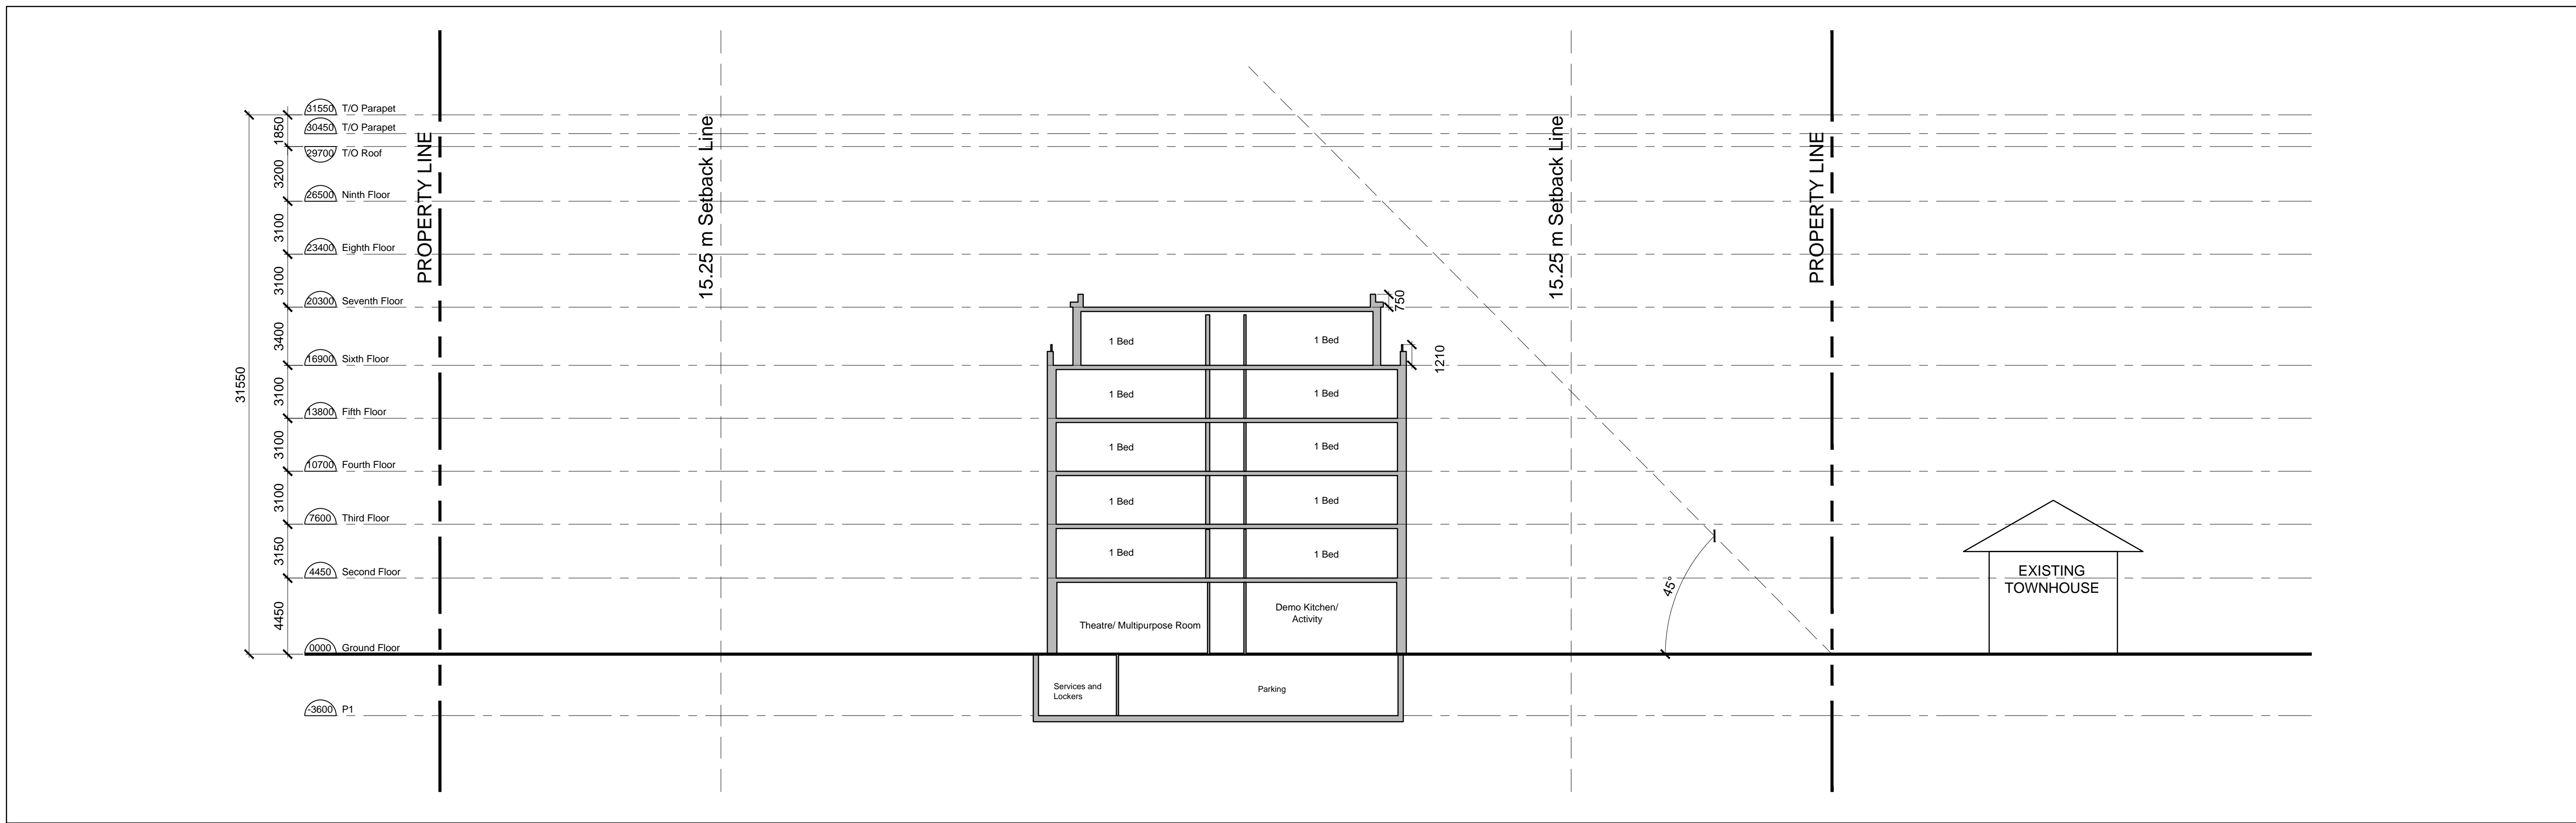 31550 T/O Parapet
30450 T/O Parapet
29700 T/O Roof
26500 Ninth Floor
23400 Eighth Floor
20300 Seventh Floor
16900 Sixth Floor
13800 Fifth Floor
10700 Fourth Floor
7600 Third Floor
4450 Second Floor
0000 Ground Floor
-3600 P1
31550
1850
3200
3100
3100
3400
3100
3100
3100
3150
4450
PROPERTY LINE
15.25 m Setback Line
15.25 m Setback Line
PROPERTY LINE
750
1210
1 Bed
1 Bed
1 Bed
1 Bed
1 Bed
1 Bed
1 Bed
1 Bed
1 Bed
1 Bed
Theatre/ Multipurpose Room
Demo Kitchen/
Activity
Services and
Lockers
Parking
45°
EXISTING
TOWNHOUSE